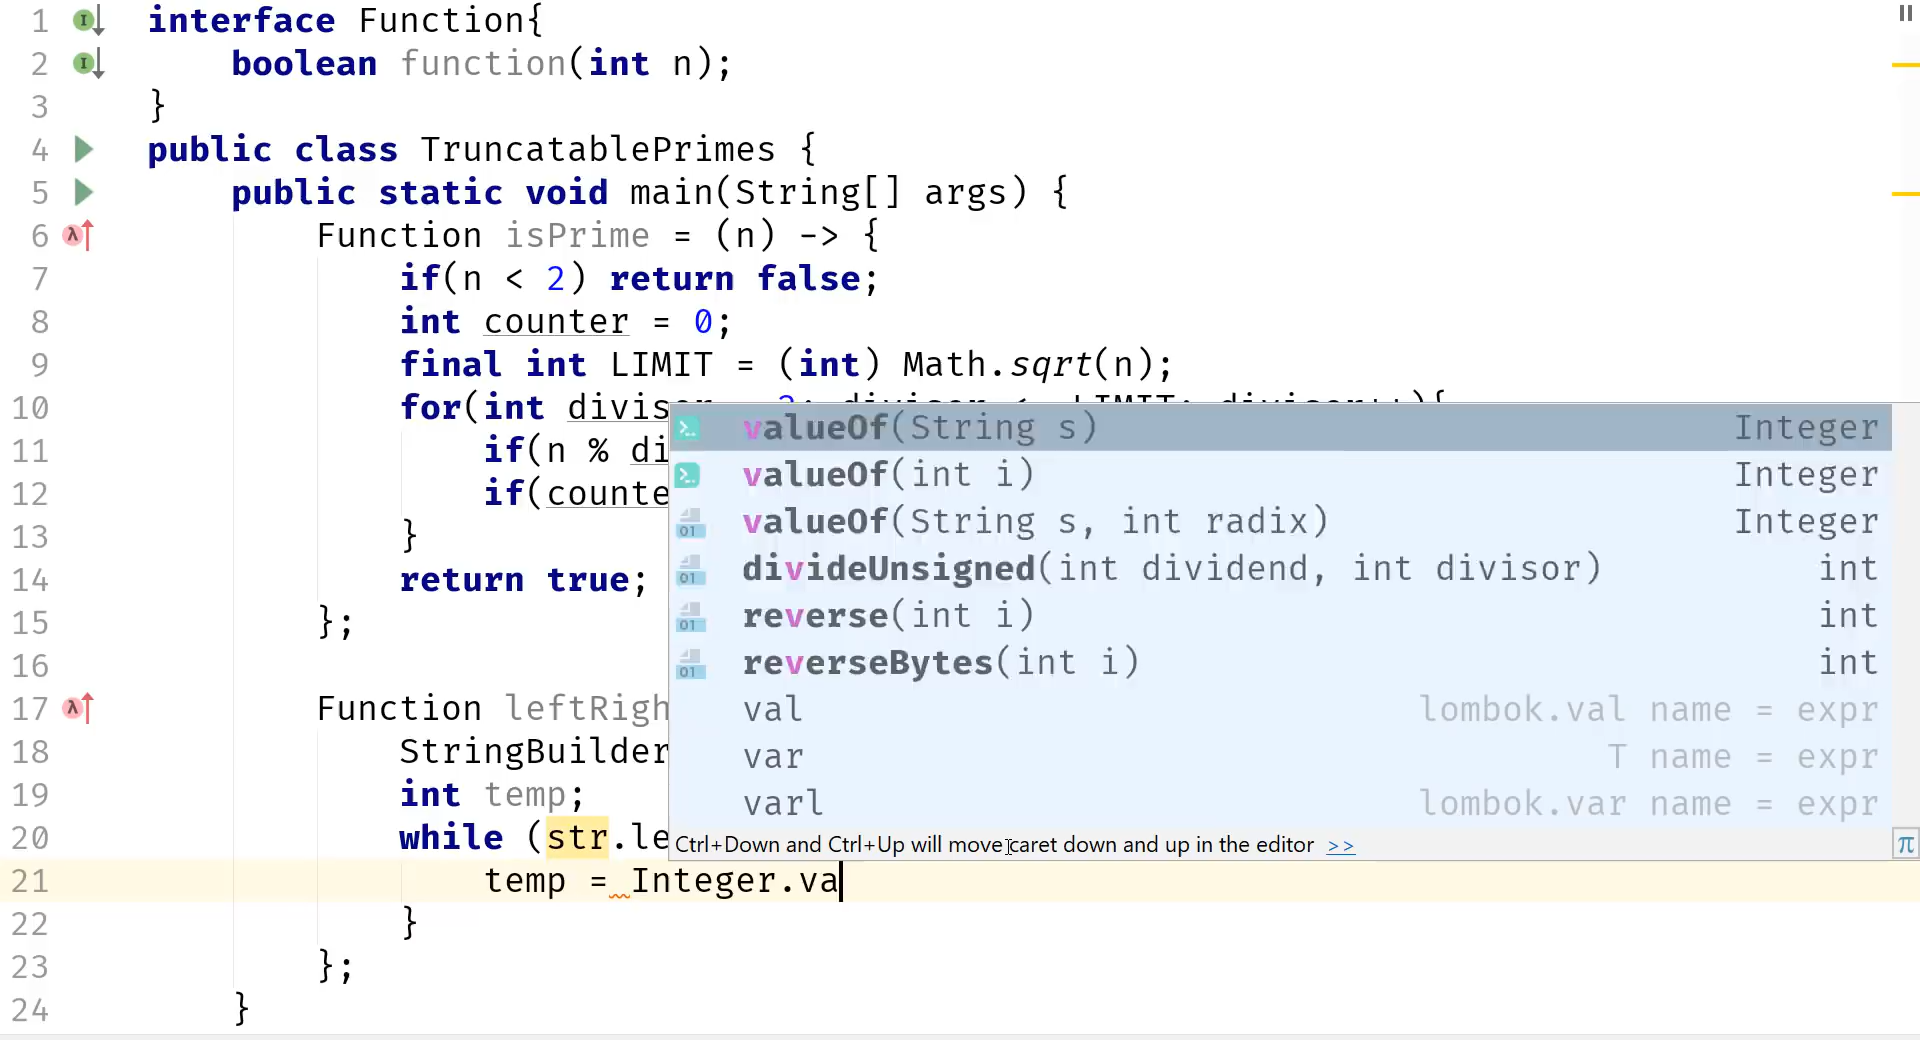 1 interface Function{
2 boolean function(int n);
3 }
4 public class TruncatablePrimes {
5 public static void main(String[] args) {
6 Function isPrime = (n) -> {
7 if(n < 2) return false;
8 int counter = 0;
9 final int LIMIT = (int) Math.sqrt(n);
10 for(int divisor = 2; divisor <= LIMIT; divisor++){
11 if(n % di
12 if(counte
13 }
14 return true;
15 };
16
17 Function leftRigh
18 StringBuilder
19 int temp;
20 while (str.le
21 temp = Integer.va
22 }
23 };
24 }
valueOf(String s) Integer
valueOf(int i) Integer
valueOf(String s, int radix) Integer
divideUnsigned(int dividend, int divisor) int
reverse(int i) int
reverseBytes(int i) int
val lombok.val name = expr
var T name = expr
varl lombok.var name = expr
Ctrl+Down and Ctrl+Up will move caret down and up in the editor >>
π